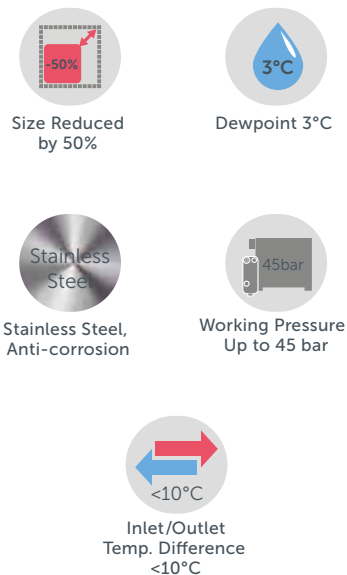 -50%
Size Reduced
by 50%
3°C
Dewpoint 3°C
Stainless
Steel
Stainless Steel,
Anti-corrosion
45bar
Working Pressure
Up to 45 bar
<10°C
Inlet/Outlet
Temp. Difference
<10°C